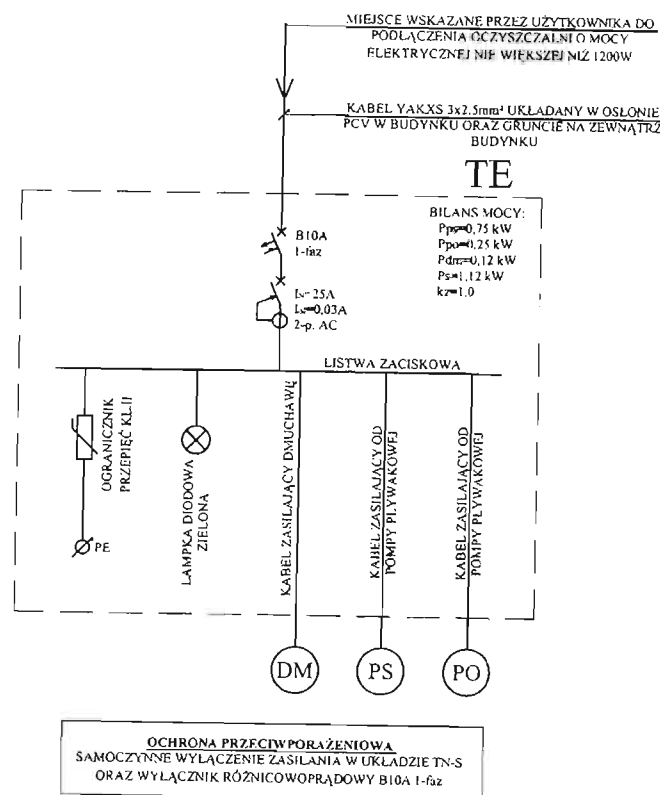 MIEJSCE WSKAZANE PRZEZ UŻYTKOWNIKA DO
PODŁĄCZENIA OCZYSZCZALNI O MOCY
ELEKTRYCZNEJ NIE WIĘKSZEJ NIŻ 1200W
KABEL YAKXS 3x2.5mm² UKŁADANY W OSŁONIE
PCV W BUDYNKU ORAZ GRUNCIE NA ZEWNĄTRZ
BUDYNKU
TE
BILANS MOCY:
Pps=0,75 kW
Ppo=0,25 kW
Pdm=0,12 kW
Ps=1,12 kW
kz=1.0
B10A
1-faz
=25A
=0,03A
2-p. AC
LISTWA ZACISKOWA
OGRANICZNIK
PRZEPIĘĆ KL.II
PE
LAMPKA DIODOWA
ZIELONA
KABEL ZASILAJĄCY DMUCHAWĘ
KABEL ZASILAJĄCY OD
POMPY PŁYWAKOWEJ
KABEL ZASILAJĄCY OD
POMPY PŁYWAKOWEJ
DM
PS
PO
OCHRONA PRZECIWPORAŻENIOWA
SAMOCZYNNE WYŁĄCZENIE ZASILANIA W UKŁADZIE TN-S
ORAZ WYŁĄCZNIK RÓŻNICOWOPRĄDOWY B10A 1-faz